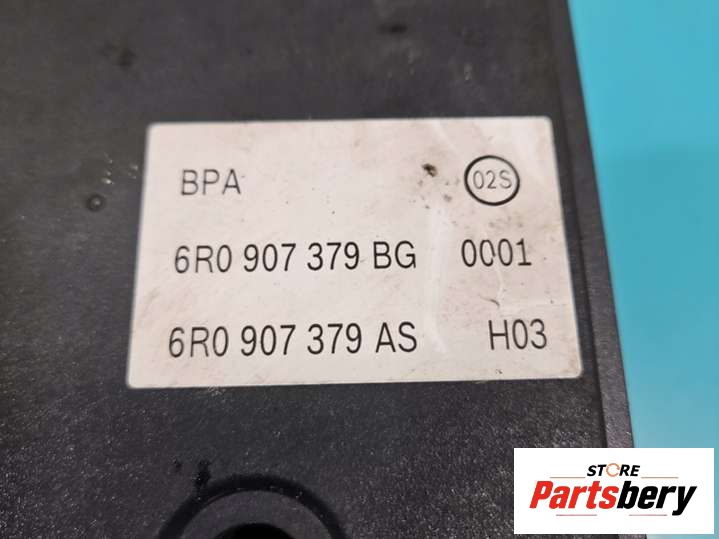 BPA 02S
6R0 907 379 BG 0001
6R0 907 379 AS H03
STORE
Partsbery